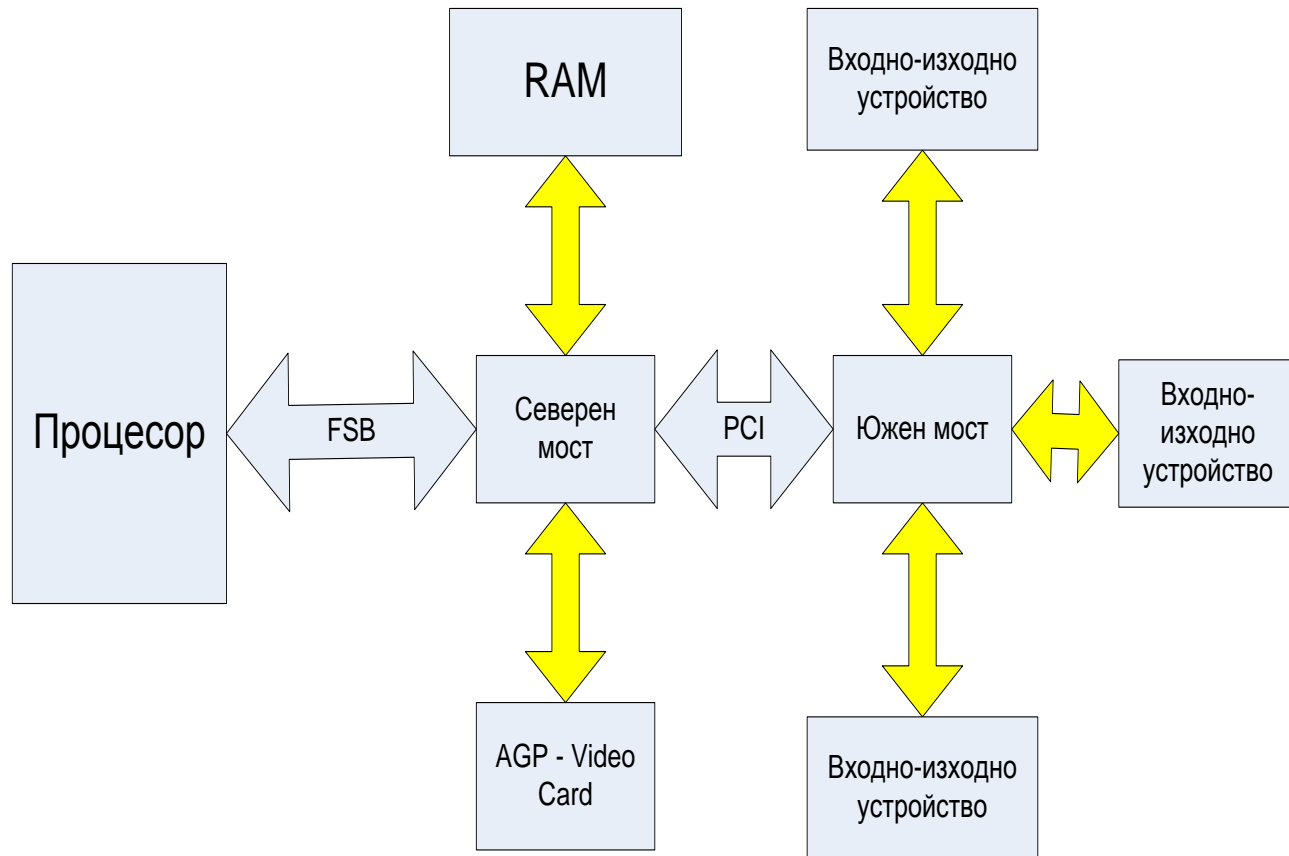 RAM
Входно-изходно
устройство
Процесор
FSB
Северен
мост
PCI
Южен мост
Входно-
изходно
устройство
AGP - Video
Card
Входно-изходно
устройство